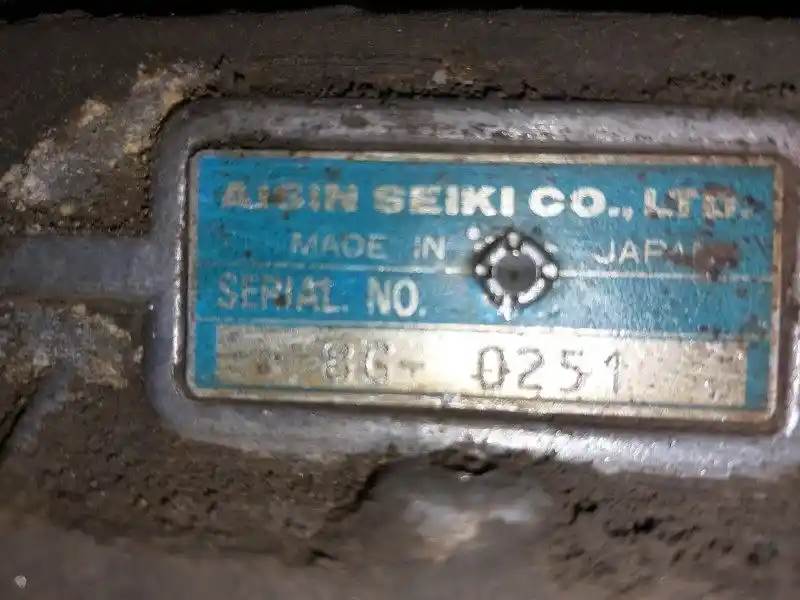 AISIN SEIKI CO., LTD.
MADE IN JAPAN
SERIAL NO.
8G- 0251